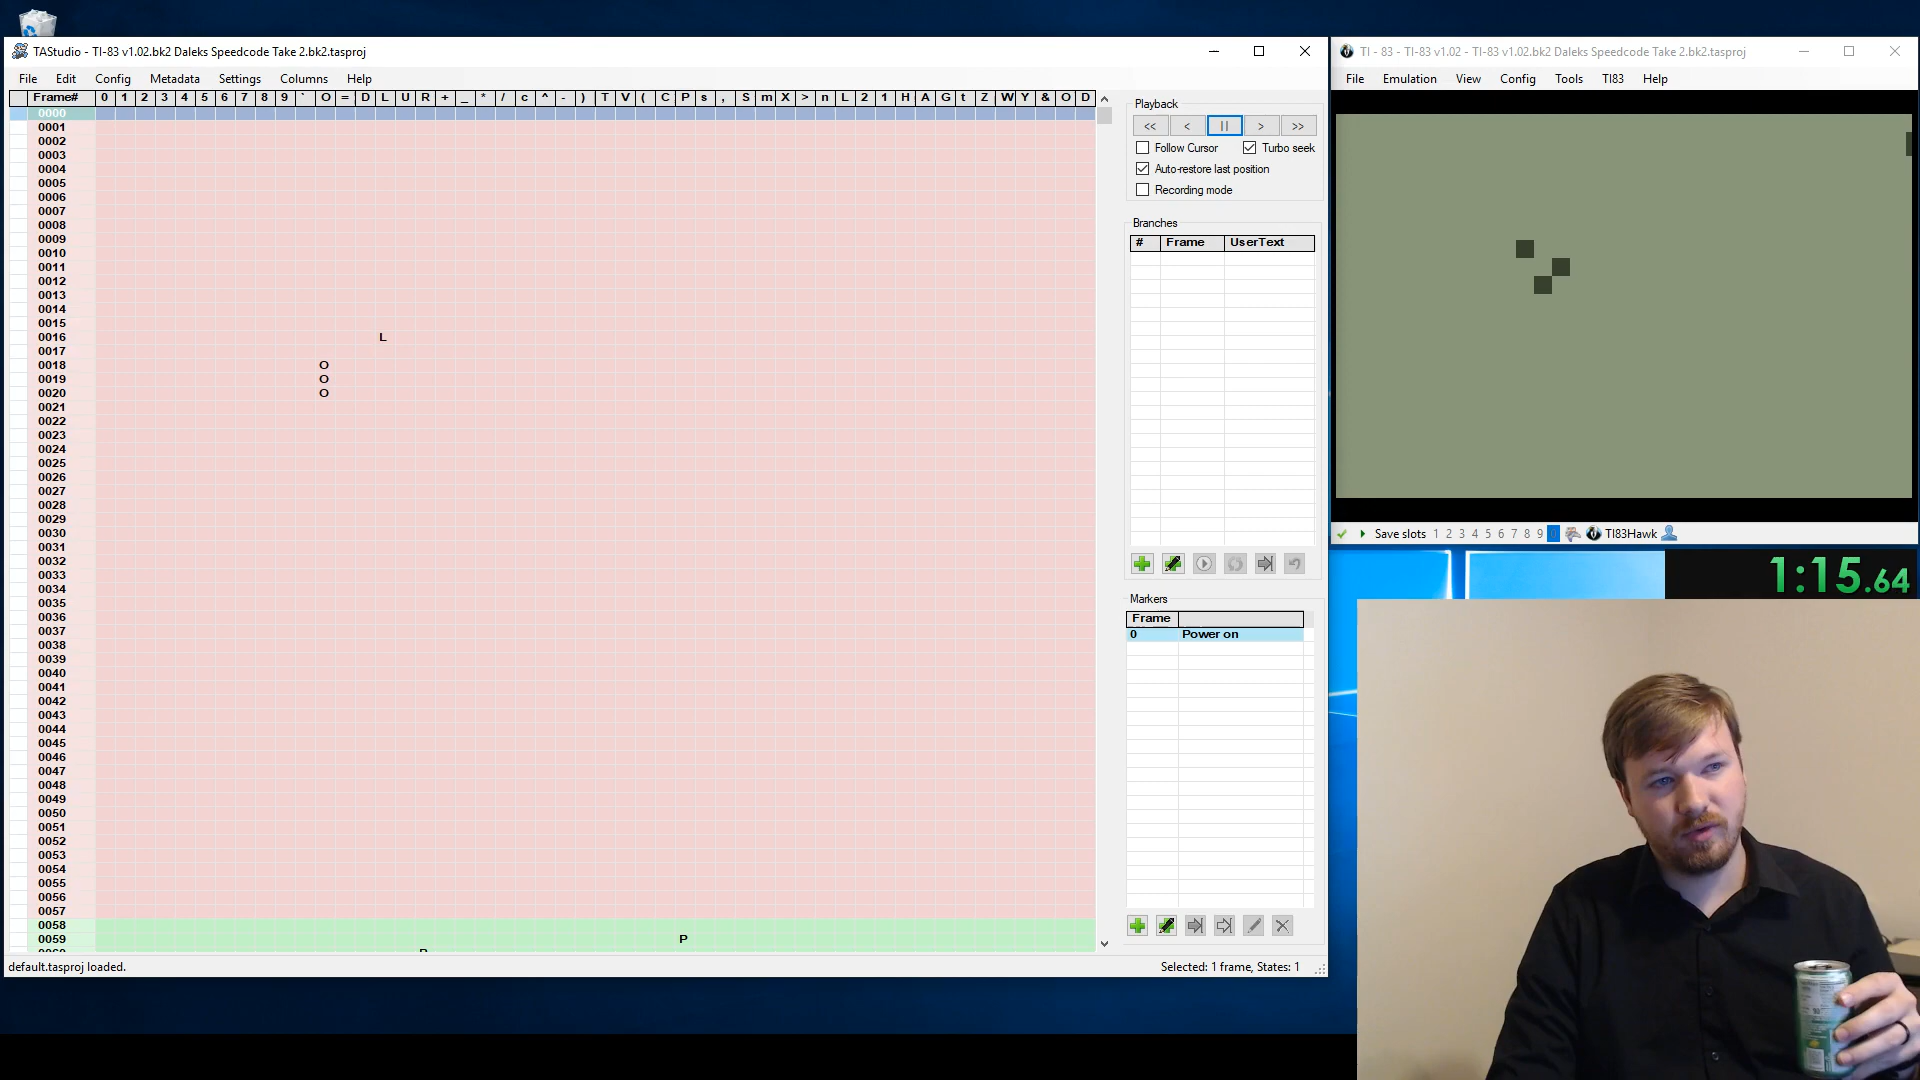 TAStudio - TI-83 v1.02.bk2 Daleks Speedcode Take 2.bk2.tasproj
File Edit Config Metadata Settings Columns Help
Frame# 0 1 2 3 4 5 6 7 8 9 ` O = D L U R + _ * / c ^ - ) T V ( C P s , S m X > n L 2 1 H A G t Z W Y & O D
0000
0001
0002
0003
0004
0005
0006
0007
0008
0009
0010
0011
0012
0013
0014
0015
0016 L
0017
0018 O
0019 O
0020 O
0021
0022
0023
0024
0025
0026
0027
0028
0029
0030
0031
0032
0033
0034
0035
0036
0037
0038
0039
0040
0041
0042
0043
0044
0045
0046
0047
0048
0049
0050
0051
0052
0053
0054
0055
0056
0057
0058
0059 P
default.tasproj loaded.
Selected: 1 frame, States: 1
Playback
<< < || > >>
Follow Cursor Turbo seek
Auto-restore last position
Recording mode
Branches
# Frame UserText
Markers
Frame
0 Power on
TI - 83 - TI-83 v1.02 - TI-83 v1.02.bk2 Daleks Speedcode Take 2.bk2.tasproj
File Emulation View Config Tools TI83 Help
Save slots 1 2 3 4 5 6 7 8 9 TI83Hawk
1:15.64